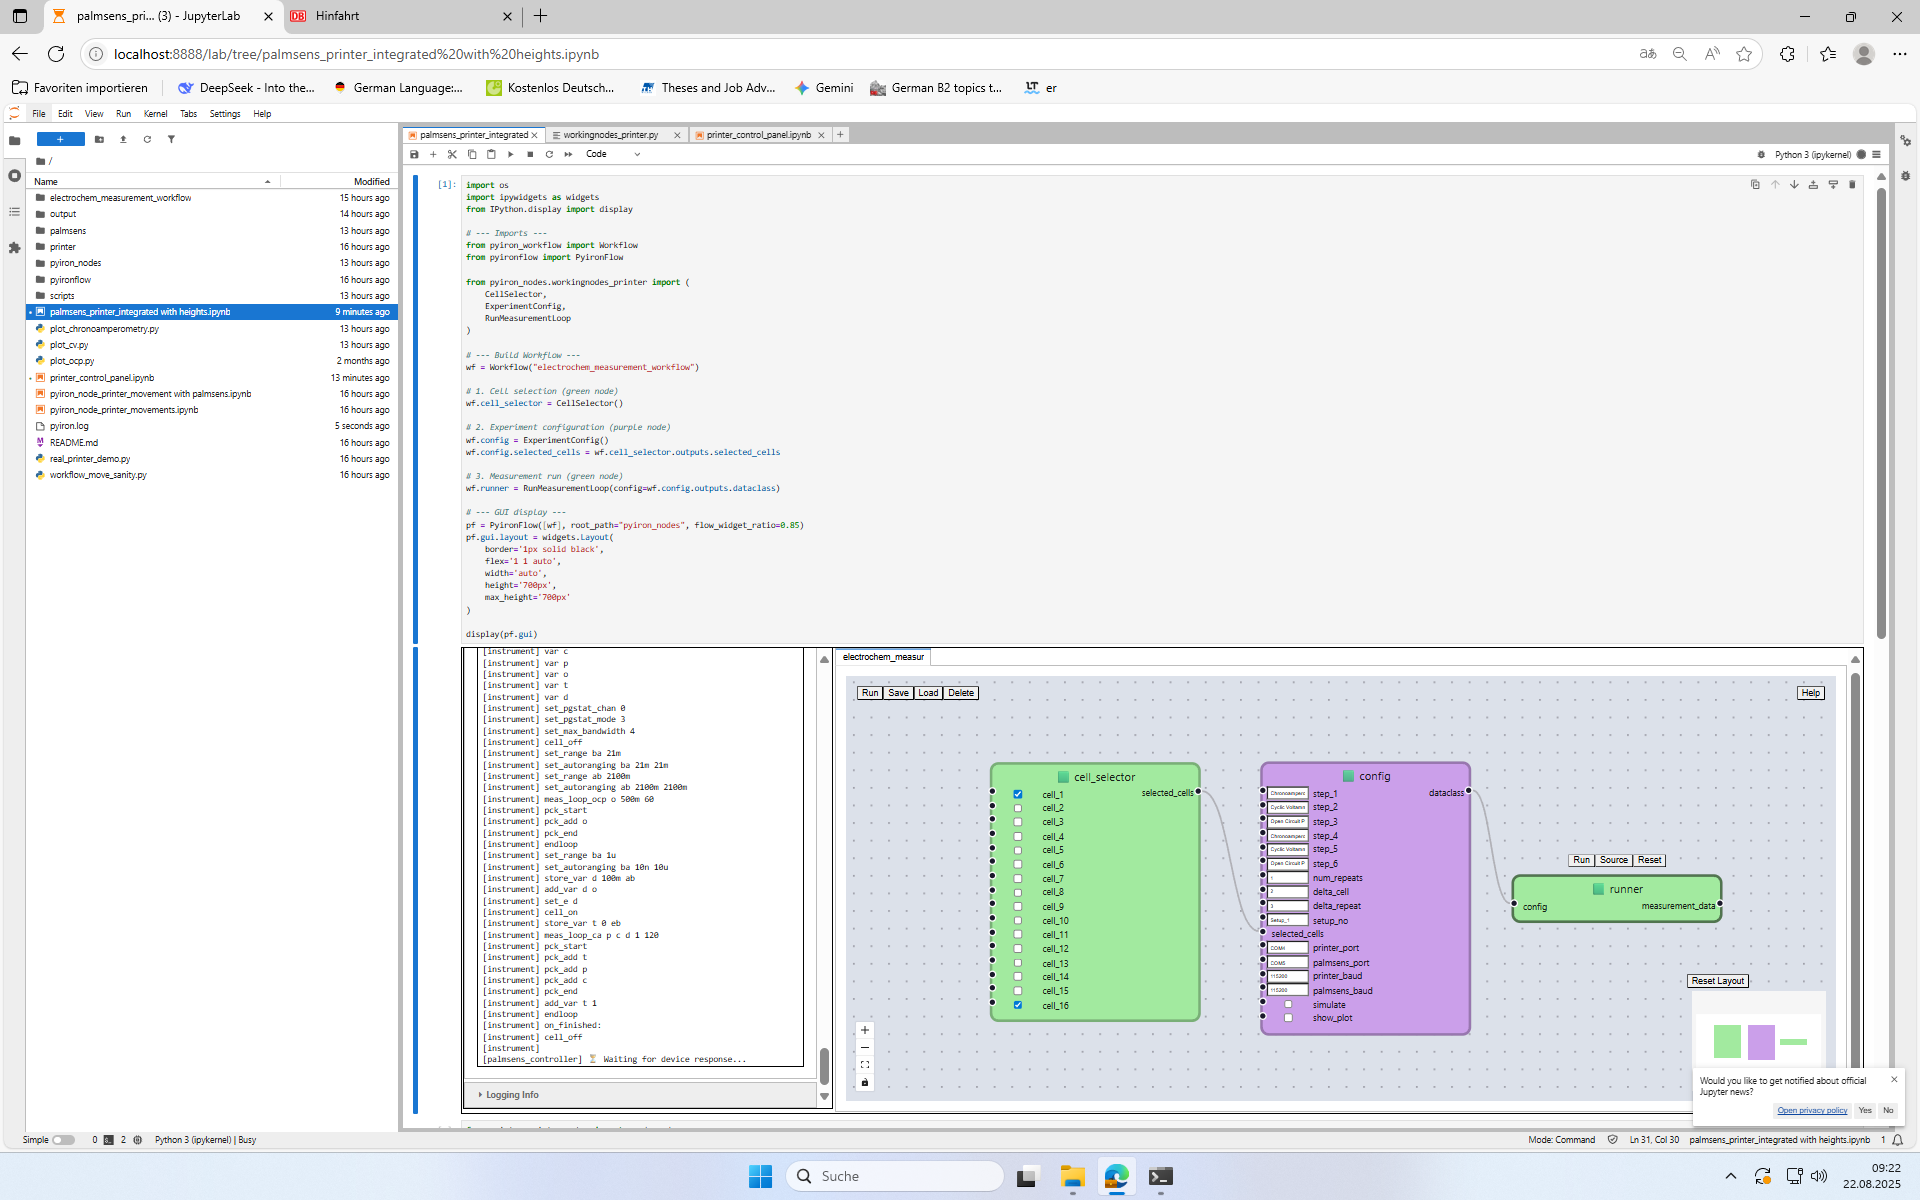 palmsens_pri... (3) - JupyterLab
Hinfahrt
localhost:8888/lab/tree/palmsens_printer_integrated%20with%20heights.ipynb
Favoriten importieren
DeepSeek - Into the...
German Language:...
Kostenlos Deutsch...
Theses and Job Adv...
Gemini
German B2 topics t...
er
File Edit View Run Kernel Tabs Settings Help
palmsens_printer_integrated
workingnodes_printer.py
printer_control_panel.ipynb
Code
Python 3 (ipykernel)
/
Name Modified
electrochem_measurement_workflow 15 hours ago
output 14 hours ago
palmsens 13 hours ago
printer 16 hours ago
pyiron_nodes 13 hours ago
pyironflow 16 hours ago
scripts 13 hours ago
palmsens_printer_integrated with heights.ipynb 9 minutes ago
plot_chronoamperometry.py 13 hours ago
plot_cv.py 13 hours ago
plot_ocp.py 2 months ago
printer_control_panel.ipynb 13 minutes ago
pyiron_node_printer_movement with palmsens.ipynb 16 hours ago
pyiron_node_printer_movements.ipynb 16 hours ago
pyiron.log 5 seconds ago
README.md 16 hours ago
real_printer_demo.py 16 hours ago
workflow_move_sanity.py 16 hours ago
[1]:
import os
import ipywidgets as widgets
from IPython.display import display
# --- Imports ---
from pyiron_workflow import Workflow
from pyironflow import PyironFlow
from pyiron_nodes.workingnodes_printer import (
CellSelector,
ExperimentConfig,
RunMeasurementLoop
)
# --- Build Workflow ---
wf = Workflow("electrochem_measurement_workflow")
# 1. Cell selection (green node)
wf.cell_selector = CellSelector()
# 2. Experiment configuration (purple node)
wf.config = ExperimentConfig()
wf.config.selected_cells = wf.cell_selector.outputs.selected_cells
# 3. Measurement run (green node)
wf.runner = RunMeasurementLoop(config=wf.config.outputs.dataclass)
# --- GUI display ---
pf = PyironFlow([wf], root_path="pyiron_nodes", flow_widget_ratio=0.85)
pf.gui.layout = widgets.Layout(
border='1px solid black',
flex='1 1 auto',
width='auto',
height='700px',
max_height='700px'
)
display(pf.gui)
[instrument] var c
[instrument] var p
[instrument] var o
[instrument] var t
[instrument] var d
[instrument] set_pgstat_chan 0
[instrument] set_pgstat_mode 3
[instrument] set_max_bandwidth 4
[instrument] cell_off
[instrument] set_range ba 21m
[instrument] set_autoranging ba 21m 21m
[instrument] set_range ab 2100m
[instrument] set_autoranging ab 2100m 2100m
[instrument] meas_loop_ocp o 500m 60
[instrument] pck_start
[instrument] pck_add o
[instrument] pck_end
[instrument] endloop
[instrument] set_range ba 1u
[instrument] set_autoranging ba 10n 10u
[instrument] store_var d 100m ab
[instrument] add_var d o
[instrument] set_e d
[instrument] cell_on
[instrument] store_var t 0 eb
[instrument] meas_loop_ca p c d 1 120
[instrument] pck_start
[instrument] pck_add t
[instrument] pck_add p
[instrument] pck_add c
[instrument] pck_end
[instrument] add_var t 1
[instrument] endloop
[instrument] on_finished:
[instrument] cell_off
[instrument]
[palmsens_controller] ⏳ Waiting for device response...
Logging Info
electrochem_measur
Run Save Load Delete
Help
cell_selector
selected_cells
cell_1
cell_2
cell_3
cell_4
cell_5
cell_6
cell_7
cell_8
cell_9
cell_10
cell_11
cell_12
cell_13
cell_14
cell_15
cell_16
config
dataclass
Chronoamperc step_1
Cyclic Voltamn step_2
Open Circuit P step_3
Chronoamperc step_4
Cyclic Voltamn step_5
Open Circuit P step_6
1 num_repeats
2 delta_cell
3 delta_repeat
Setup_1 setup_no
selected_cells
COM4 printer_port
COM5 palmsens_port
115200 printer_baud
115200 palmsens_baud
simulate
show_plot
Run Source Reset
runner
config measurement_data
Reset Layout
Would you like to get notified about official
Jupyter news?
Open privacy policy Yes No
Simple 0 2 Python 3 (ipykernel) | Busy
Mode: Command Ln 31, Col 30 palmsens_printer_integrated with heights.ipynb 1
Suche
09:22
22.08.2025